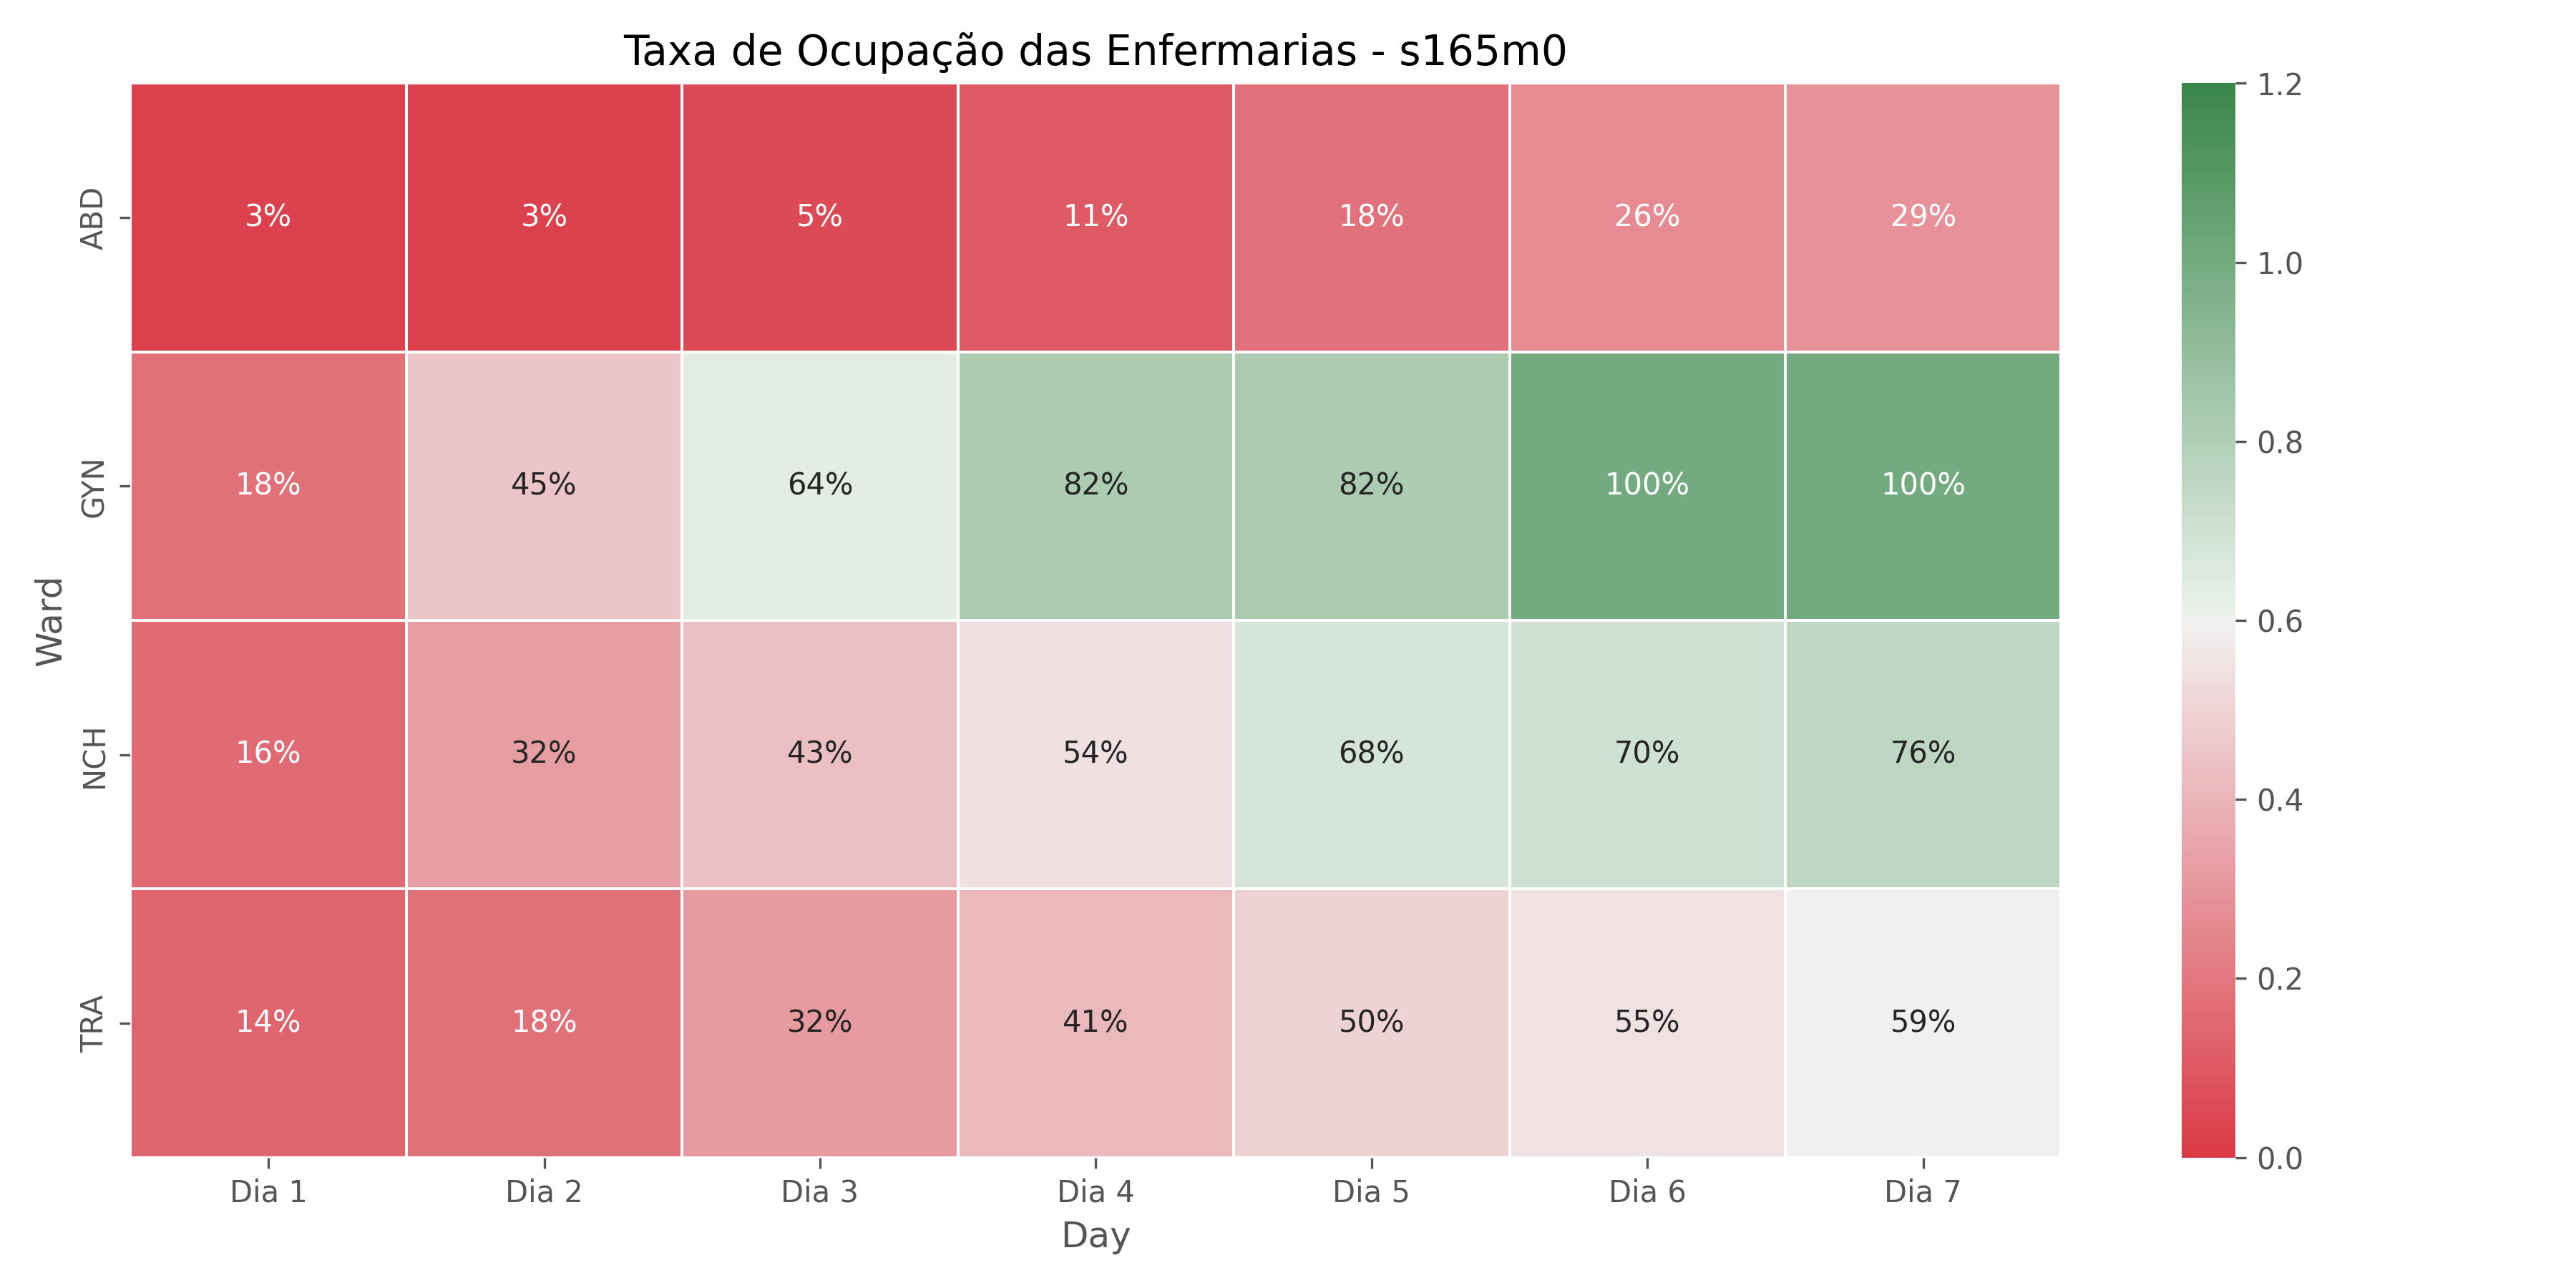 Taxa de Ocupação das Enfermarias - s165m0
Ward
ABD
3%
3%
5%
11%
18%
26%
29%
GYN
18%
45%
64%
82%
82%
100%
100%
NCH
16%
32%
43%
54%
68%
70%
76%
TRA
14%
18%
32%
41%
50%
55%
59%
Dia 1
Dia 2
Dia 3
Dia 4
Dia 5
Dia 6
Dia 7
Day
1.2
1.0
0.8
0.6
0.4
0.2
0.0